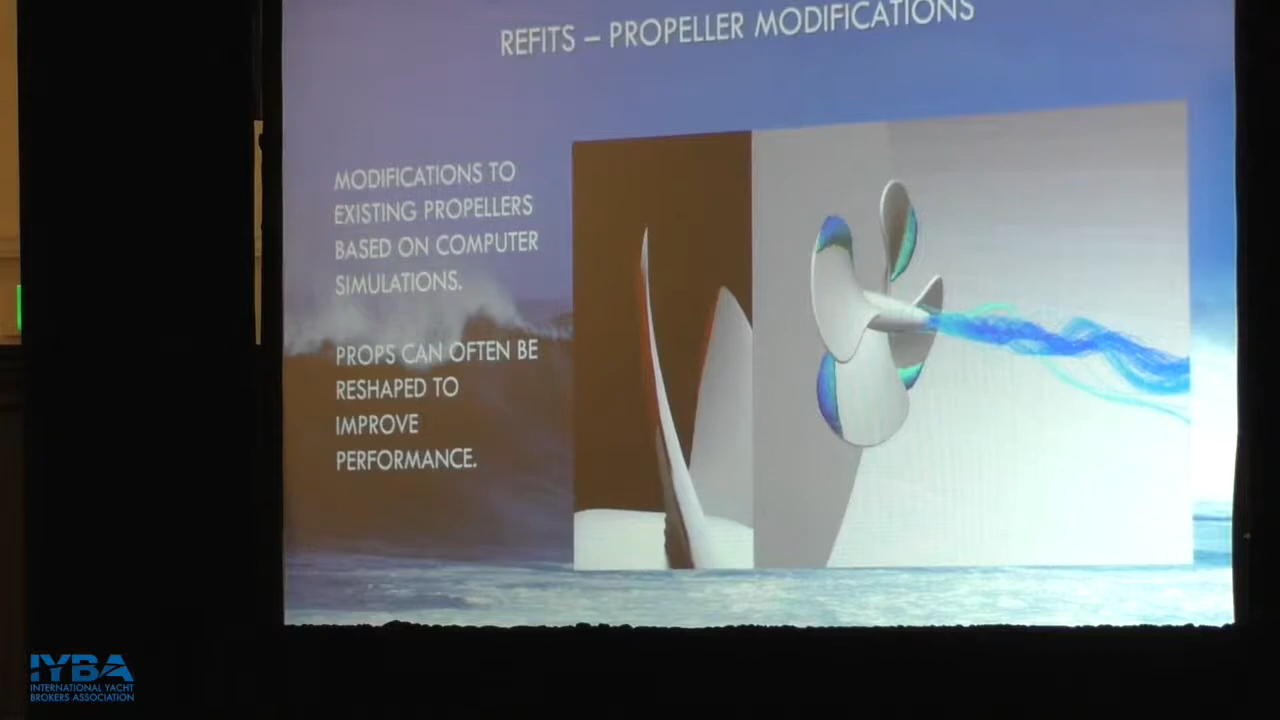 REFITS – PROPELLER MODIFICATIONS
MODIFICATIONS TO
EXISTING PROPELLERS
BASED ON COMPUTER
SIMULATIONS.
PROPS CAN OFTEN BE
RESHAPED TO
IMPROVE
PERFORMANCE.
IYBA
INTERNATIONAL YACHT
BROKERS ASSOCIATION